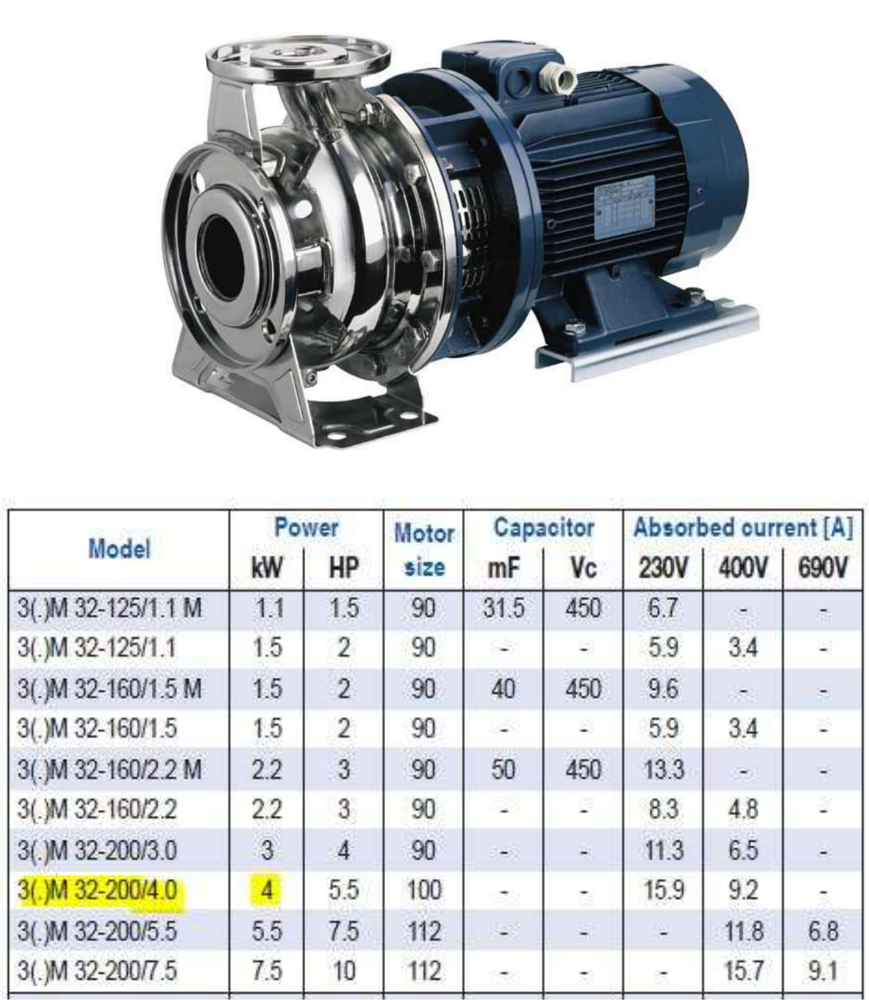 Model Power Motor size Capacitor Absorbed current [A]
kW HP mF Vc 230V 400V 690V
3(.)M 32-125/1.1 M 1.1 1.5 90 31.5 450 6.7 - -
3(.)M 32-125/1.1 1.5 2 90 - - 5.9 3.4 -
3(.)M 32-160/1.5 M 1.5 2 90 40 450 9.6 - -
3(.)M 32-160/1.5 1.5 2 90 - - 5.9 3.4 -
3(.)M 32-160/2.2 M 2.2 3 90 50 450 13.3 - -
3(.)M 32-160/2.2 2.2 3 90 - - 8.3 4.8 -
3(.)M 32-200/3.0 3 4 90 - - 11.3 6.5 -
3(.)M 32-200/4.0 4 5.5 100 - - 15.9 9.2 -
3(.)M 32-200/5.5 5.5 7.5 112 - - - 11.8 6.8
3(.)M 32-200/7.5 7.5 10 112 - - - 15.7 9.1